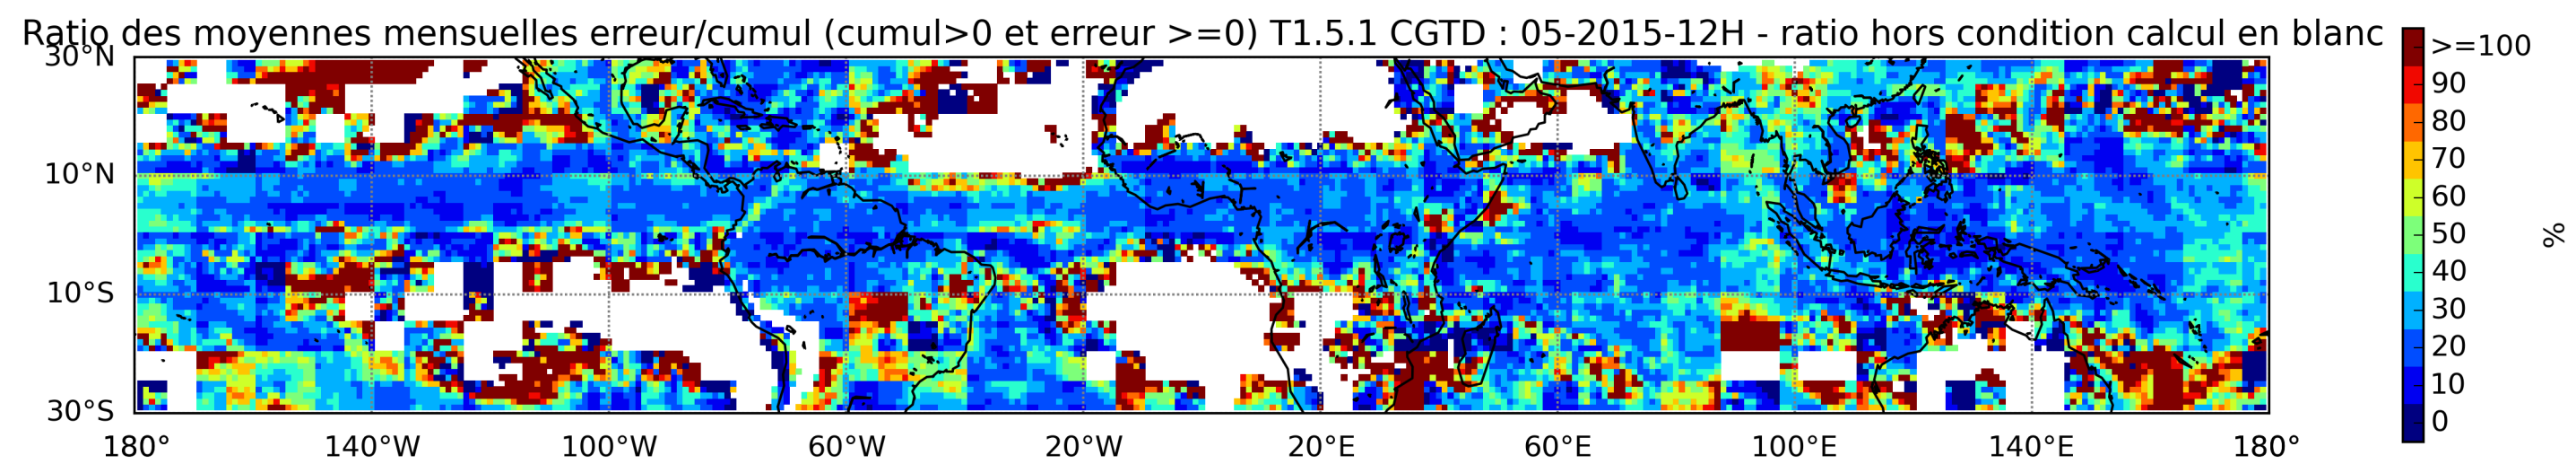 Ratio des moyennes mensuelles erreur/cumul (cumul>0 et erreur >=0) T1.5.1 CGTD : 05-2015-12H - ratio hors condition calcul en blanc
30°N
10°N
10°S
30°S
180° 140°W 100°W 60°W 20°W 20°E 60°E 100°E 140°E 180°
>=100
90
80
70
60
50
40
30
20
10
0
%